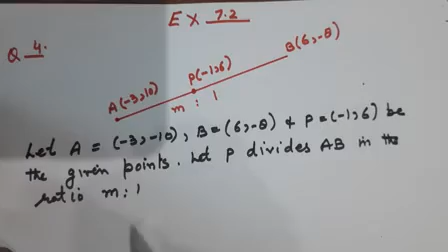 EX 7.2
Q 4.
A(-3,10) P(-1,6) B(6,-8)
m : 1
Let A = (-3,-10), B = (6,-8) & P = (-1,6) be
the given points. Let P divides AB in the
ratio m:1